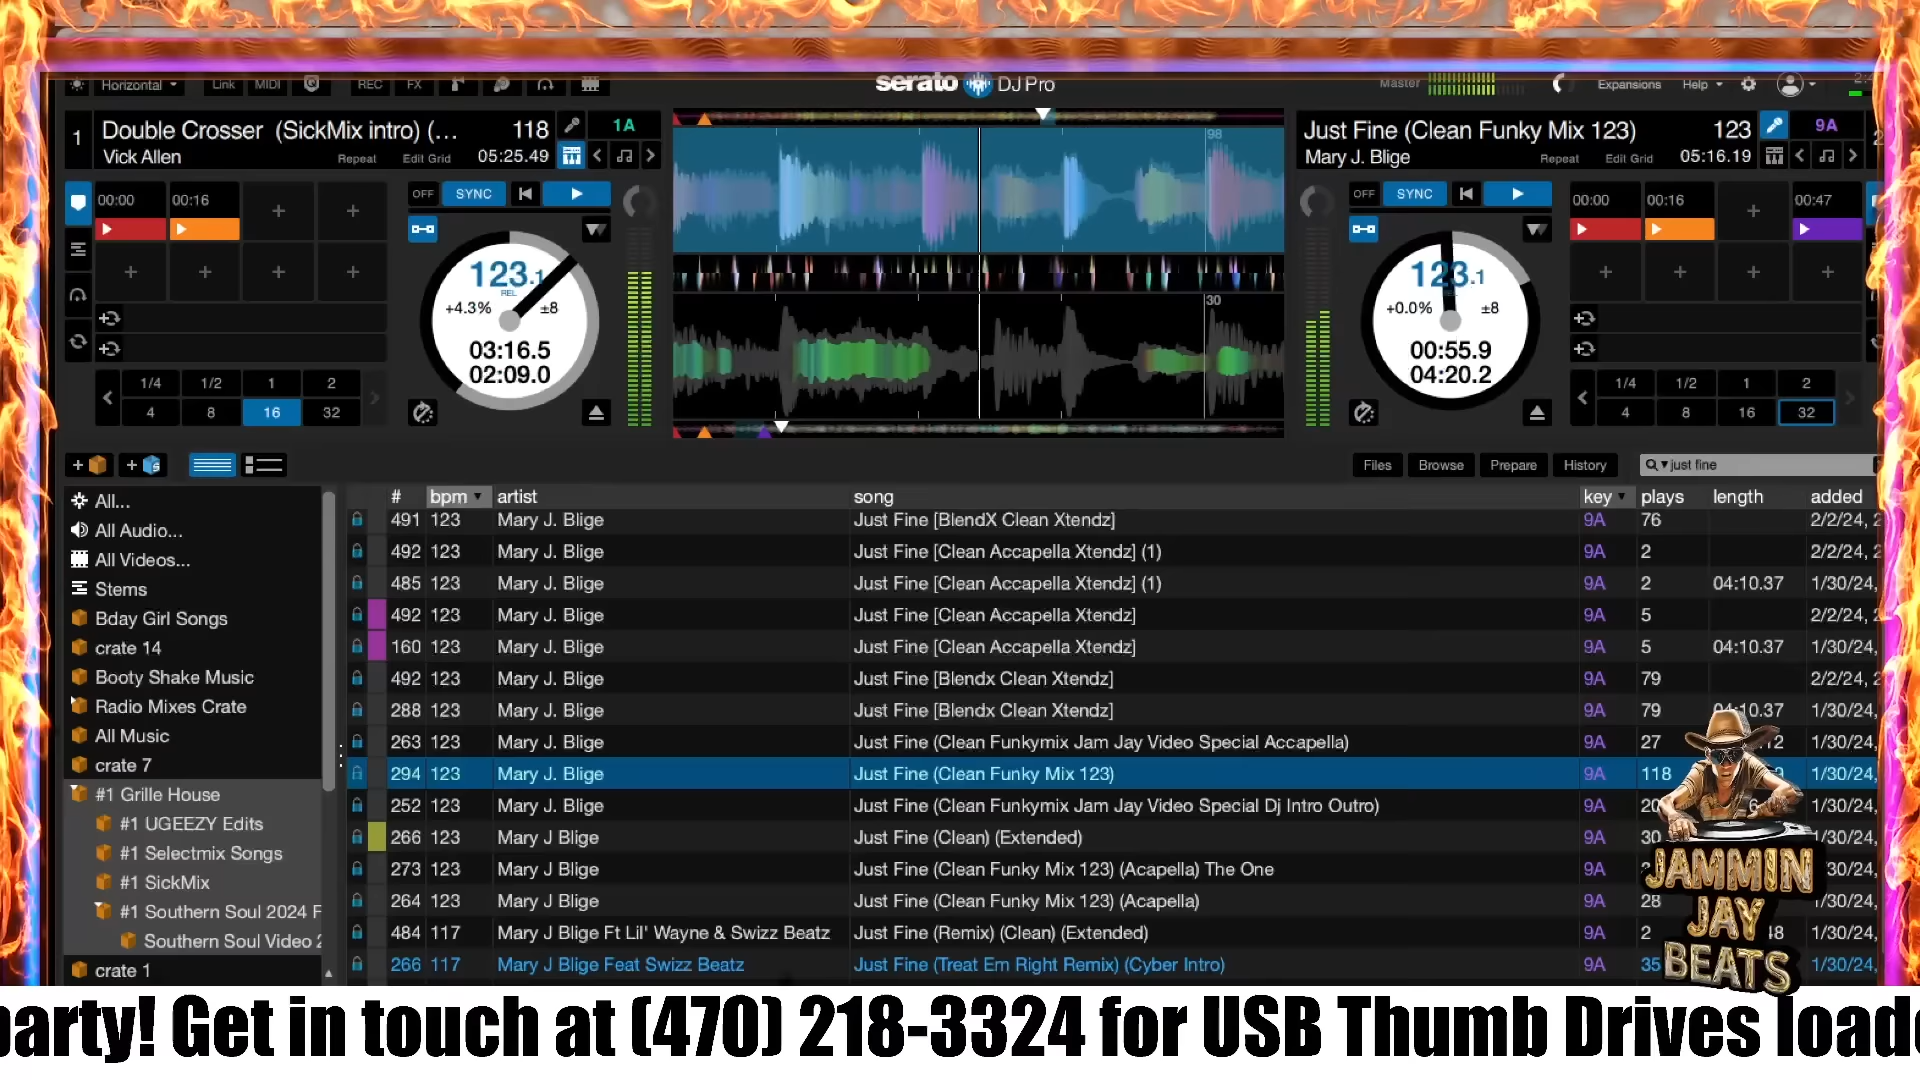 Horizontal
Link
MIDI
REC
FX
serato DJ Pro
Master
Expansions
Help
1
Double Crosser (SickMix intro) (...
118
1A
Vick Allen
Repeat
Edit Grid
05:25.49
98
Just Fine (Clean Funky Mix 123)
123
9A
Mary J. Blige
Repeat
Edit Grid
05:16.19
00:00
00:16
OFF
SYNC
123.1
REL
+4.3%
±8
03:16.5
02:09.0
1/4 1/2 1 2
4 8 16 32
30
OFF
SYNC
00:00
00:16
00:47
123.1
+0.0%
±8
00:55.9
04:20.2
1/4 1/2 1 2
4 8 16 32
Files
Browse
Prepare
History
just fine
All...
All Audio...
All Videos...
Stems
Bday Girl Songs
crate 14
Booty Shake Music
Radio Mixes Crate
All Music
crate 7
#1 Grille House
#1 UGEEZY Edits
#1 Selectmix Songs
#1 SickMix
#1 Southern Soul 2024 F
Southern Soul Video 2
crate 1
# bpm artist song key plays length added
491 123 Mary J. Blige Just Fine [BlendX Clean Xtendz] 9A 76 2/2/24, 2
492 123 Mary J. Blige Just Fine [Clean Accapella Xtendz] (1) 9A 2 2/2/24, 2
485 123 Mary J. Blige Just Fine [Clean Accapella Xtendz] (1) 9A 2 04:10.37 1/30/24,
492 123 Mary J. Blige Just Fine [Clean Accapella Xtendz] 9A 5 2/2/24, 2
160 123 Mary J. Blige Just Fine [Clean Accapella Xtendz] 9A 5 04:10.37 1/30/24,
492 123 Mary J. Blige Just Fine [Blendx Clean Xtendz] 9A 79 2/2/24, 2
288 123 Mary J. Blige Just Fine [Blendx Clean Xtendz] 9A 79 04:10.37 1/30/24,
263 123 Mary J. Blige Just Fine (Clean Funkymix Jam Jay Video Special Accapella) 9A 27 1/30/24,
294 123 Mary J. Blige Just Fine (Clean Funky Mix 123) 9A 118 1/30/24,
252 123 Mary J. Blige Just Fine (Clean Funkymix Jam Jay Video Special Dj Intro Outro) 9A 1/30/24,
266 123 Mary J Blige Just Fine (Clean) (Extended) 9A 30 1/30/24,
273 123 Mary J Blige Just Fine (Clean Funky Mix 123) (Acapella) The One 9A
264 123 Mary J Blige Just Fine (Clean Funky Mix 123) (Acapella) 9A 28 1/30/24,
484 117 Mary J Blige Ft Lil' Wayne & Swizz Beatz Just Fine (Remix) (Clean) (Extended) 9A 2 1/30/24,
266 117 Mary J Blige Feat Swizz Beatz Just Fine (Treat Em Right Remix) (Cyber Intro) 9A 35 1/30/24,
JAMMIN
JAY
BEATS
party! Get in touch at (470) 218-3324 for USB Thumb Drives loade